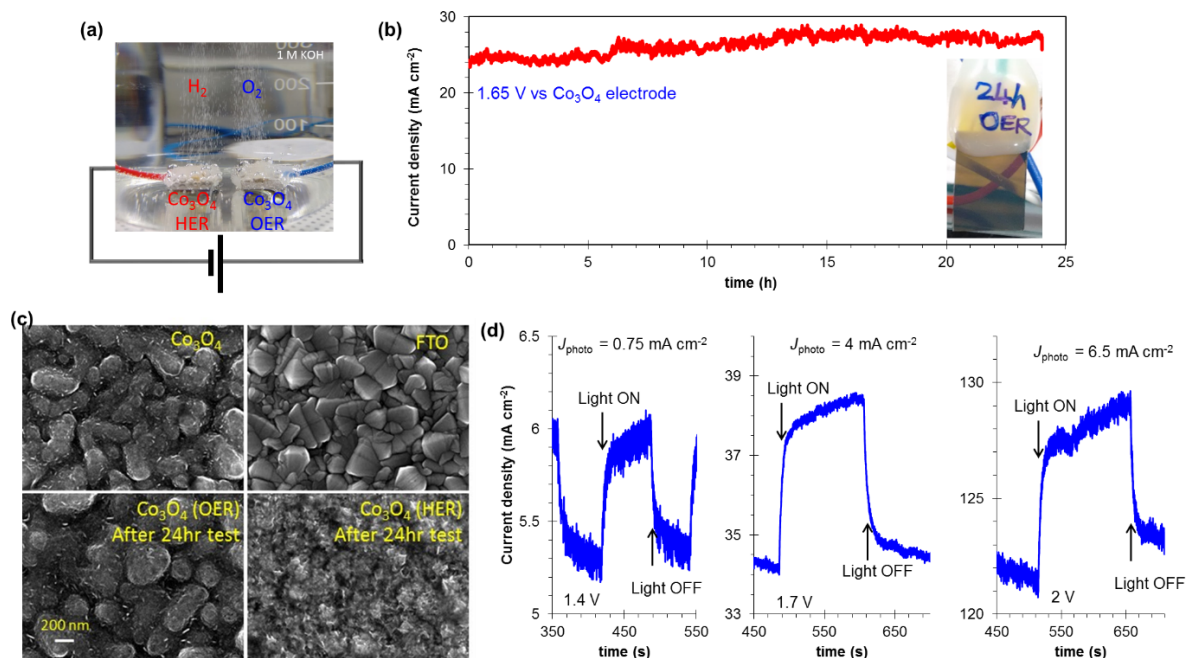 (a)
300
1 M KOH
H2
O2
200
100
Co3O4
HER
Co3O4
OER
(b)
Current density (mA cm-2)
30
20
10
0
1.65 V vs Co3O4 electrode
24h
OER
0
5
10
15
20
25
time (h)
(c)
Co3O4
FTO
Co3O4 (OER)
After 24hr test
Co3O4 (HER)
After 24hr test
200 nm
(d)
Current density (mA cm-2)
6.5
6
5.5
5
Jphoto = 0.75 mA cm-2
Light ON
Light OFF
1.4 V
350
450
550
time (s)
39
37
35
33
Jphoto = 4 mA cm-2
Light ON
Light OFF
1.7 V
450
550
650
time (s)
130
128
125
123
120
Jphoto = 6.5 mA cm-2
Light ON
Light OFF
2 V
450
550
650
time (s)